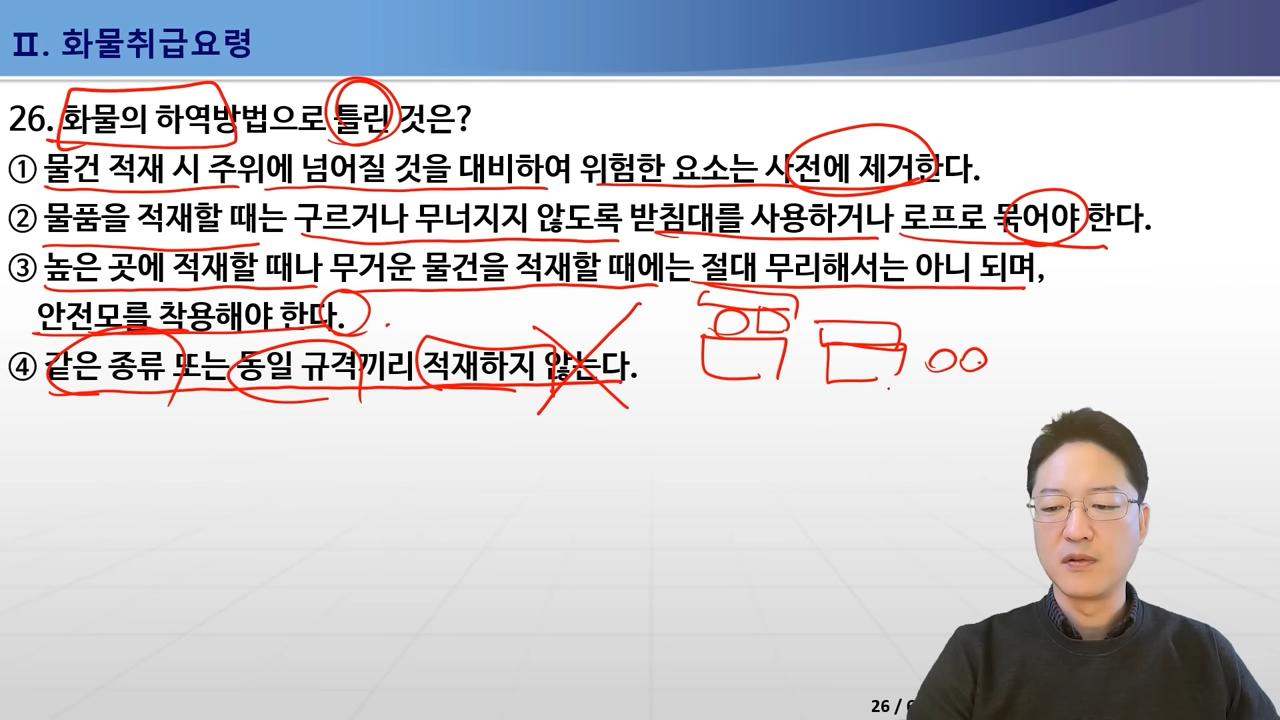 Ⅱ. 화물취급요령
26. 화물의 하역방법으로 틀린 것은?
① 물건 적재 시 주위에 넘어질 것을 대비하여 위험한 요소는 사전에 제거한다.
② 물품을 적재할 때는 구르거나 무너지지 않도록 받침대를 사용하거나 로프로 묶어야 한다.
③ 높은 곳에 적재할 때나 무거운 물건을 적재할 때에는 절대 무리해서는 아니 되며,
안전모를 착용해야 한다.
④ 같은 종류 또는 동일 규격끼리 적재하지 않는다.
26 /